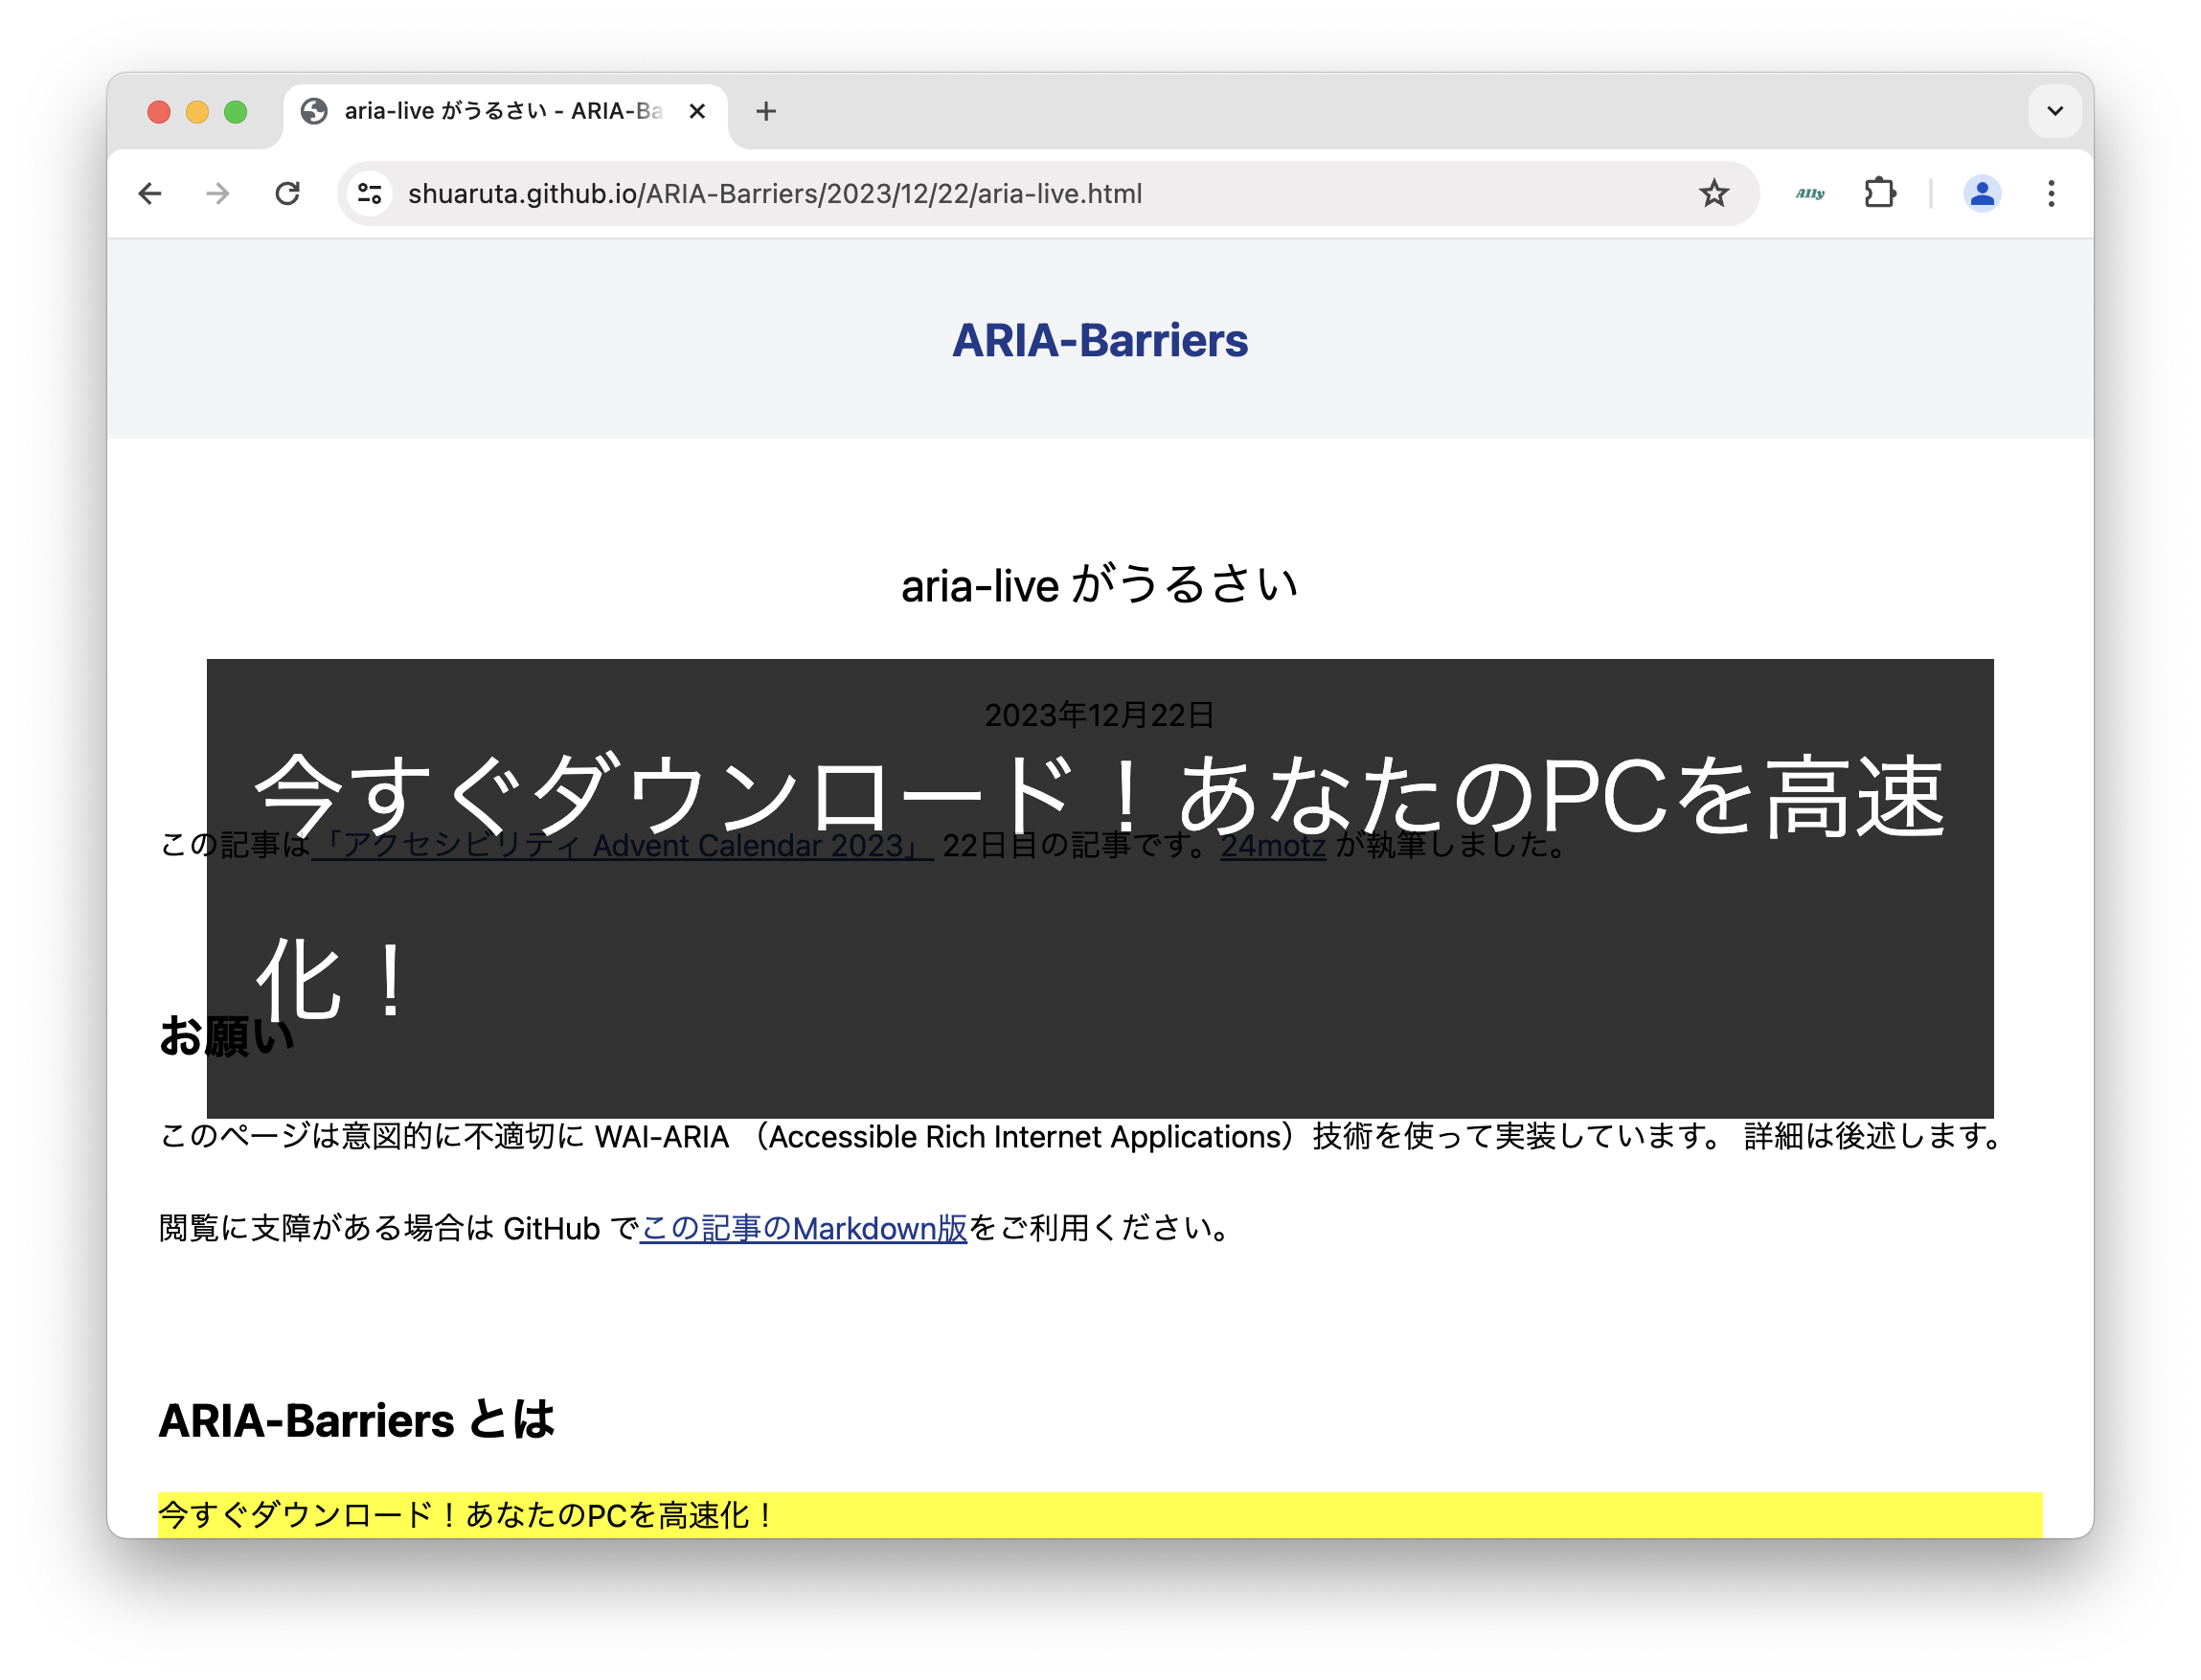 aria-live がうるさい - ARIA-Ba
shuaruta.github.io/ARIA-Barriers/2023/12/22/aria-live.html
A11y
ARIA-Barriers
aria-live がうるさい
2023年12月22日
今すぐダウンロード！あなたのPCを高速
化！
この記事は「アクセシビリティ Advent Calendar 2023」 22日目の記事です。24motz が執筆しました。
お願い
このページは意図的に不適切に WAI-ARIA （Accessible Rich Internet Applications）技術を使って実装しています。 詳細は後述します。
閲覧に支障がある場合は GitHub でこの記事のMarkdown版をご利用ください。
ARIA-Barriers とは
今すぐダウンロード！あなたのPCを高速化！